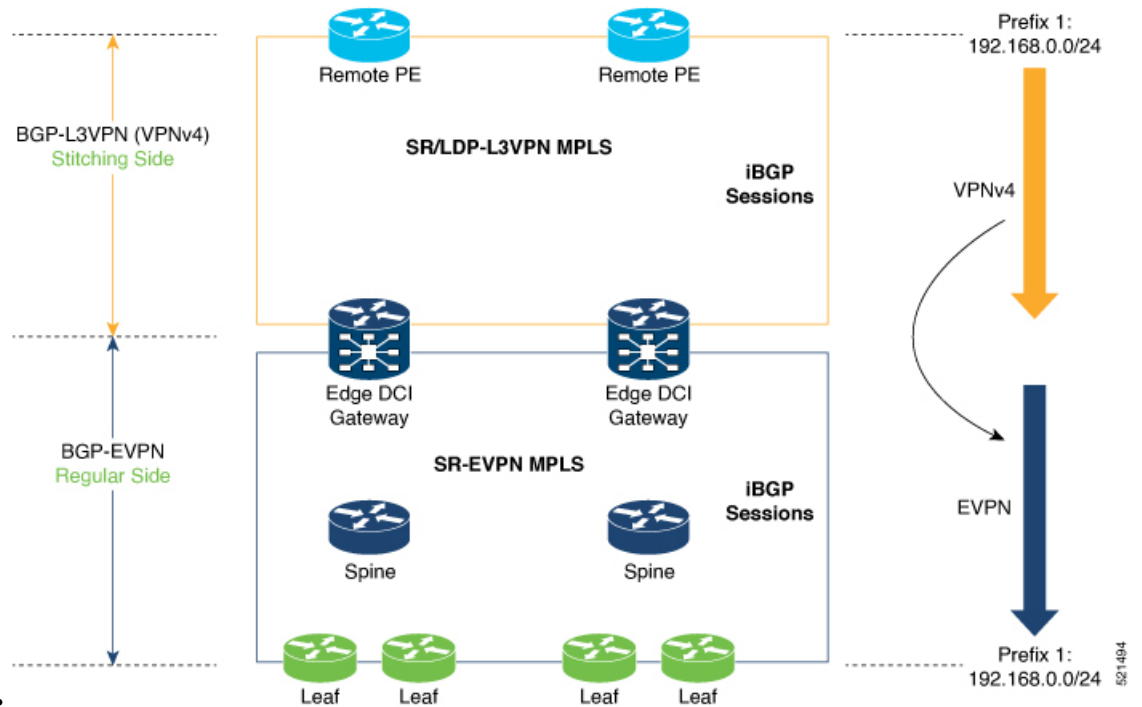 Prefix 1:
192.168.0.0/24
Remote PE
Remote PE
BGP-L3VPN (VPNv4)
Stitching Side
SR/LDP-L3VPN MPLS
iBGP
Sessions
VPNv4
Edge DCI
Gateway
Edge DCI
Gateway
BGP-EVPN
Regular Side
SR-EVPN MPLS
iBGP
Sessions
EVPN
Spine
Spine
Prefix 1:
192.168.0.0/24
Leaf
Leaf
Leaf
Leaf
521494